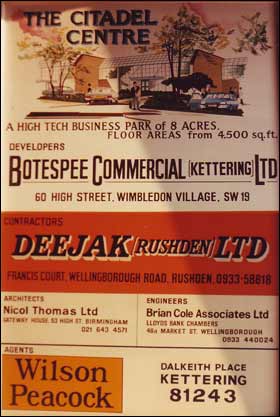 THE CITADEL
CENTRE
A HIGH TECH BUSINESS PARK of 8 ACRES.
FLOOR AREAS from 4,500 sq.ft.
DEVELOPERS
BOTESPEE COMMERCIAL (KETTERING) LTD
60 HIGH STREET, WIMBLEDON VILLAGE, SW19
CONTRACTORS
DEEJAK (RUSHDEN) LTD
FRANCIS COURT, WELLINGBOROUGH ROAD, RUSHDEN, 0933-58618
ARCHITECTS
Nicol Thomas Ltd
GATEWAY HOUSE, 53 HIGH ST. BIRMINGHAM
021 643 4571
ENGINEERS
Brian Cole Associates Ltd
LLOYDS BANK CHAMBERS
48a MARKET ST. WELLINGBOROUGH
0933 440024
AGENTS
Wilson
Peacock
DALKEITH PLACE
KETTERING
81243